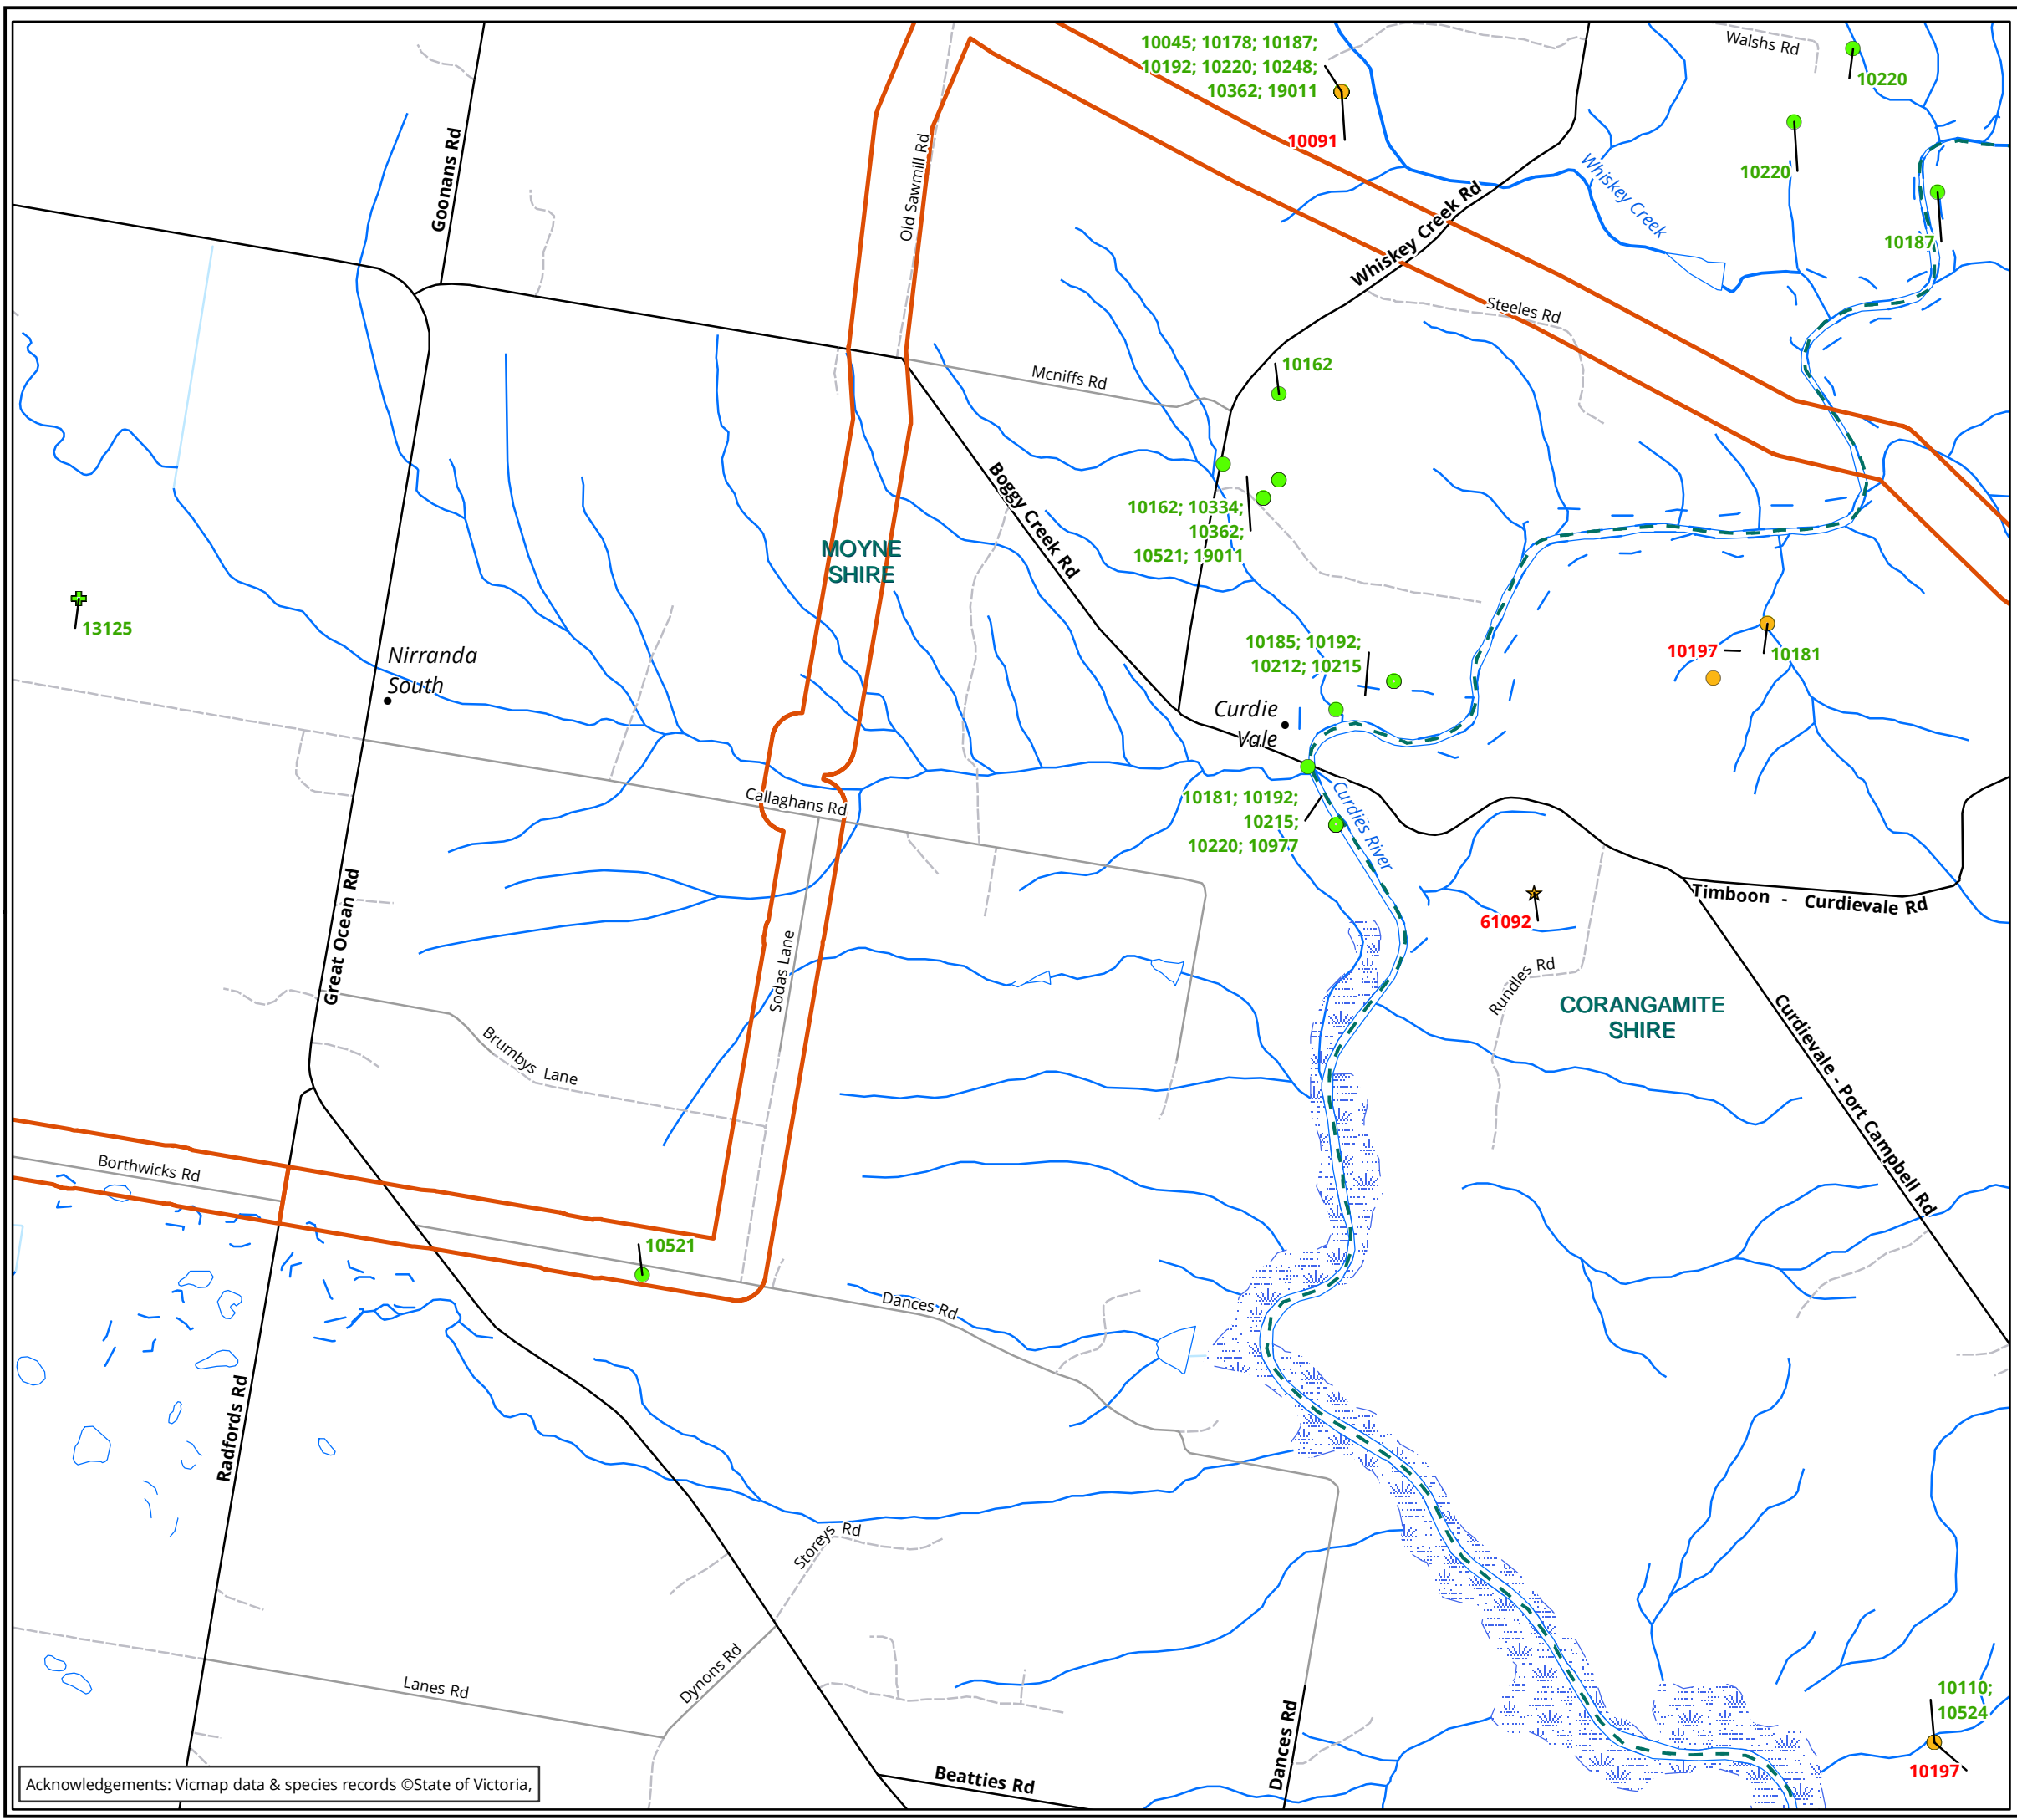 10045; 10178; 10187;
10192; 10220; 10248;
10362; 19011
10091
Walshs Rd
10220
10220
10187
Whiskey Creek
Goonans Rd
Old Sawmill Rd
Whiskey Creek Rd
Steeles Rd
Mcniffs Rd
10162
Boggy Creek Rd
10162; 10334;
10362;
10521; 19011
MOYNE
SHIRE
13125
Nirranda
South
10185; 10192;
10212; 10215
10197
10181
Curdie
Vale
Callaghans Rd
10181; 10192;
10215;
10220; 10977
Curdies River
Great Ocean Rd
Timboon - Curdievale Rd
61092
Sodas Lane
Rundles Rd
CORANGAMITE
SHIRE
Brumbys Lane
Curdievale - Port Campbell Rd
Borthwicks Rd
10521
Dances Rd
Radfords Rd
Storeys Rd
Dynons Rd
Lanes Rd
Dances Rd
10110;
10524
10197
Beatties Rd
Acknowledgements: Vicmap data & species records ©State of Victoria,